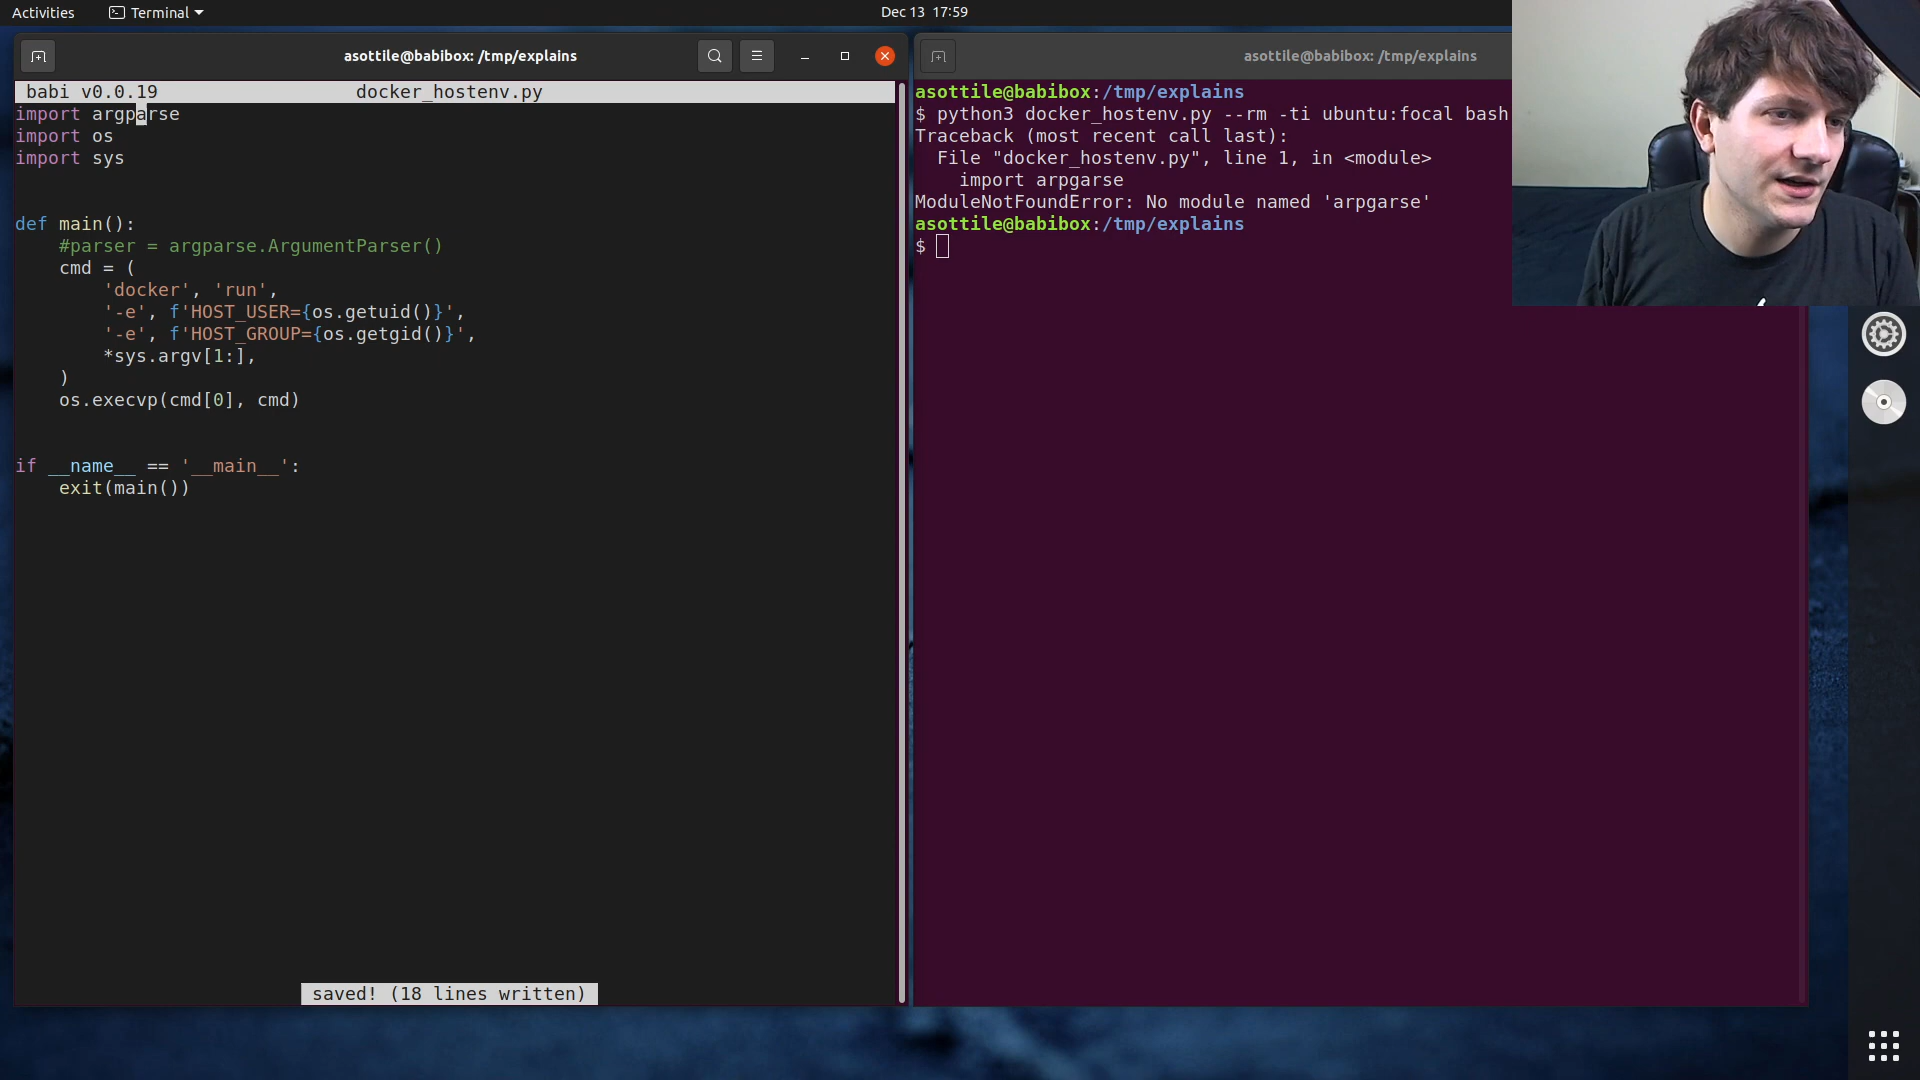 Activities
Terminal
Dec 13 17:59
asottile@babibox: /tmp/explains
babi v0.0.19 docker_hostenv.py
import argparse
import os
import sys
def main():
    #parser = argparse.ArgumentParser()
    cmd = (
        'docker', 'run',
        '-e', f'HOST_USER={os.getuid()}',
        '-e', f'HOST_GROUP={os.getgid()}',
        *sys.argv[1:],
    )
    os.execvp(cmd[0], cmd)
if __name__ == '__main__':
    exit(main())
saved! (18 lines written)
asottile@babibox: /tmp/explains
asottile@babibox:/tmp/explains
$ python3 docker_hostenv.py --rm -ti ubuntu:focal bash
Traceback (most recent call last):
  File "docker_hostenv.py", line 1, in <module>
    import arpgarse
ModuleNotFoundError: No module named 'arpgarse'
asottile@babibox:/tmp/explains
$